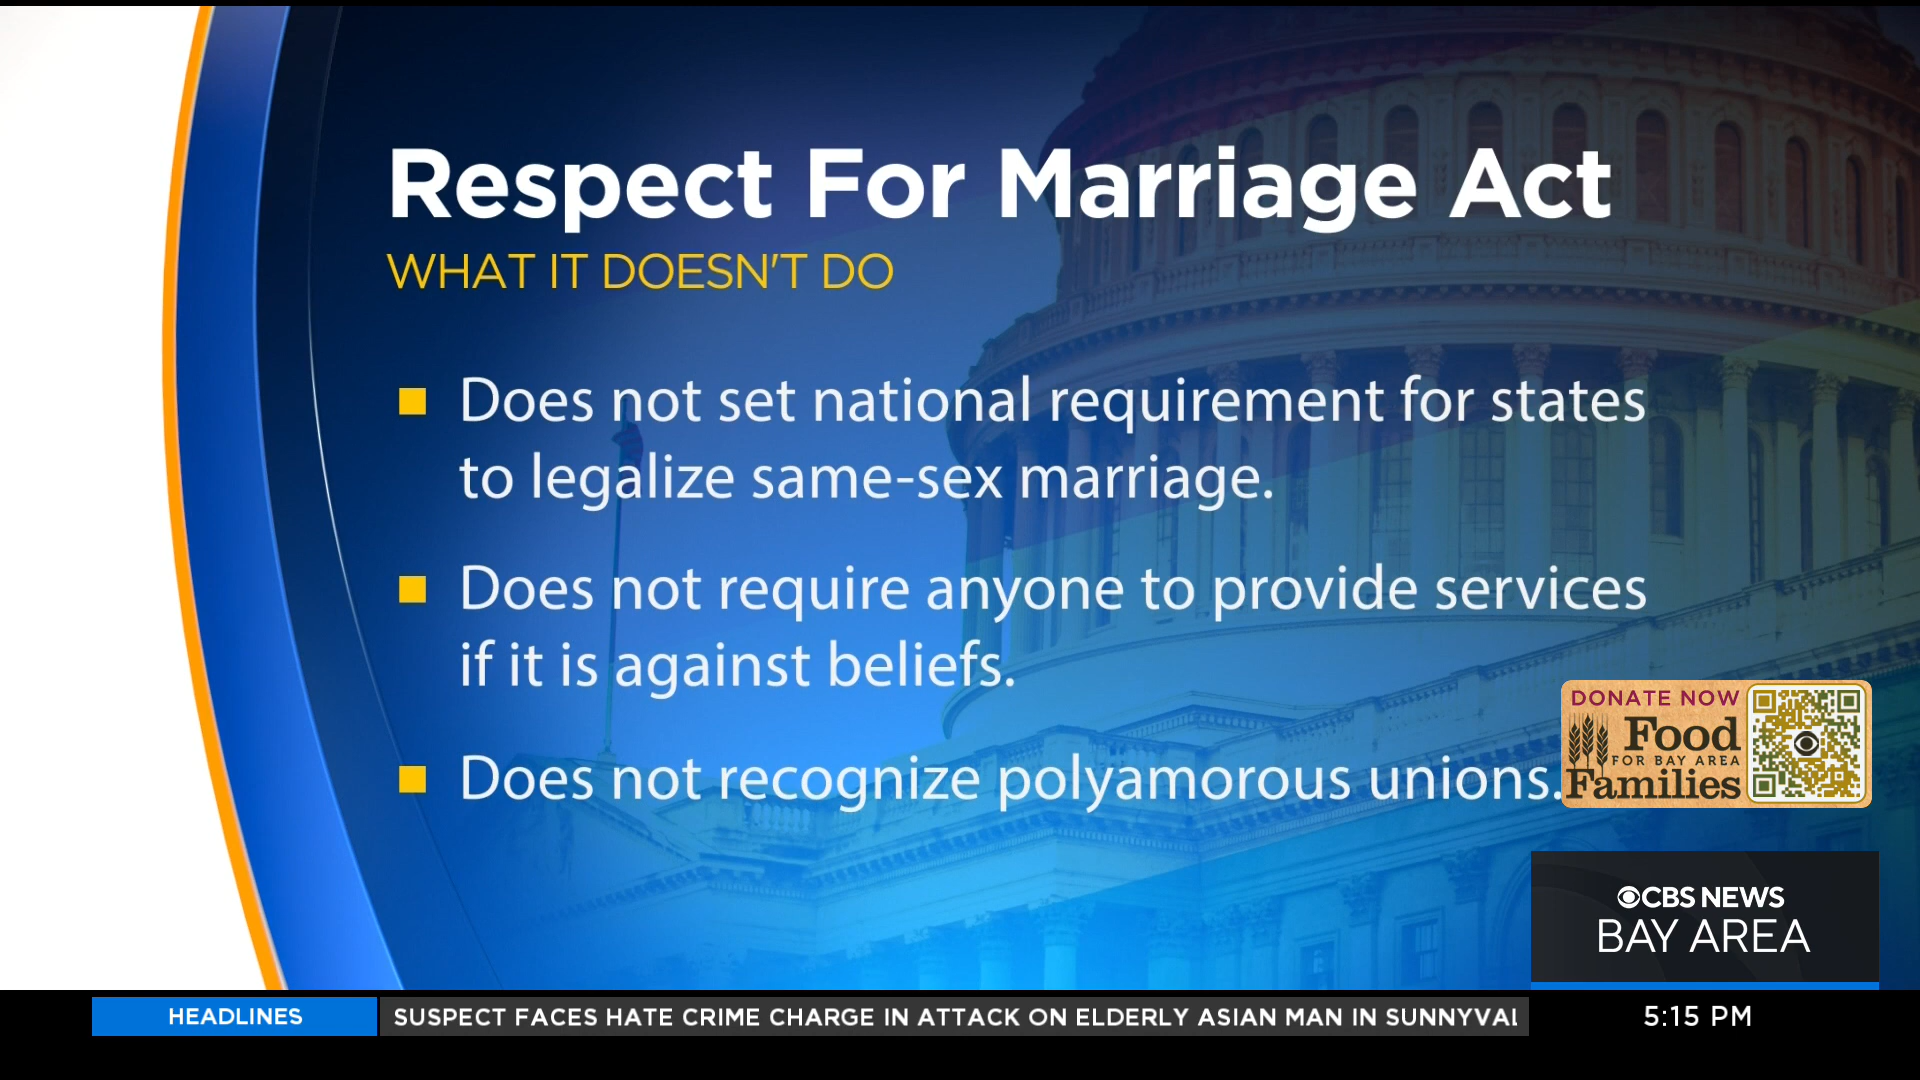 Respect For Marriage Act
WHAT IT DOESN'T DO
Does not set national requirement for states
to legalize same-sex marriage.
Does not require anyone to provide services
if it is against beliefs.
Does not recognize polyamorous unions.
DONATE NOW
Food
FOR BAY AREA
Families
CBS NEWS
BAY AREA
HEADLINES
SUSPECT FACES HATE CRIME CHARGE IN ATTACK ON ELDERLY ASIAN MAN IN
5:15 PM